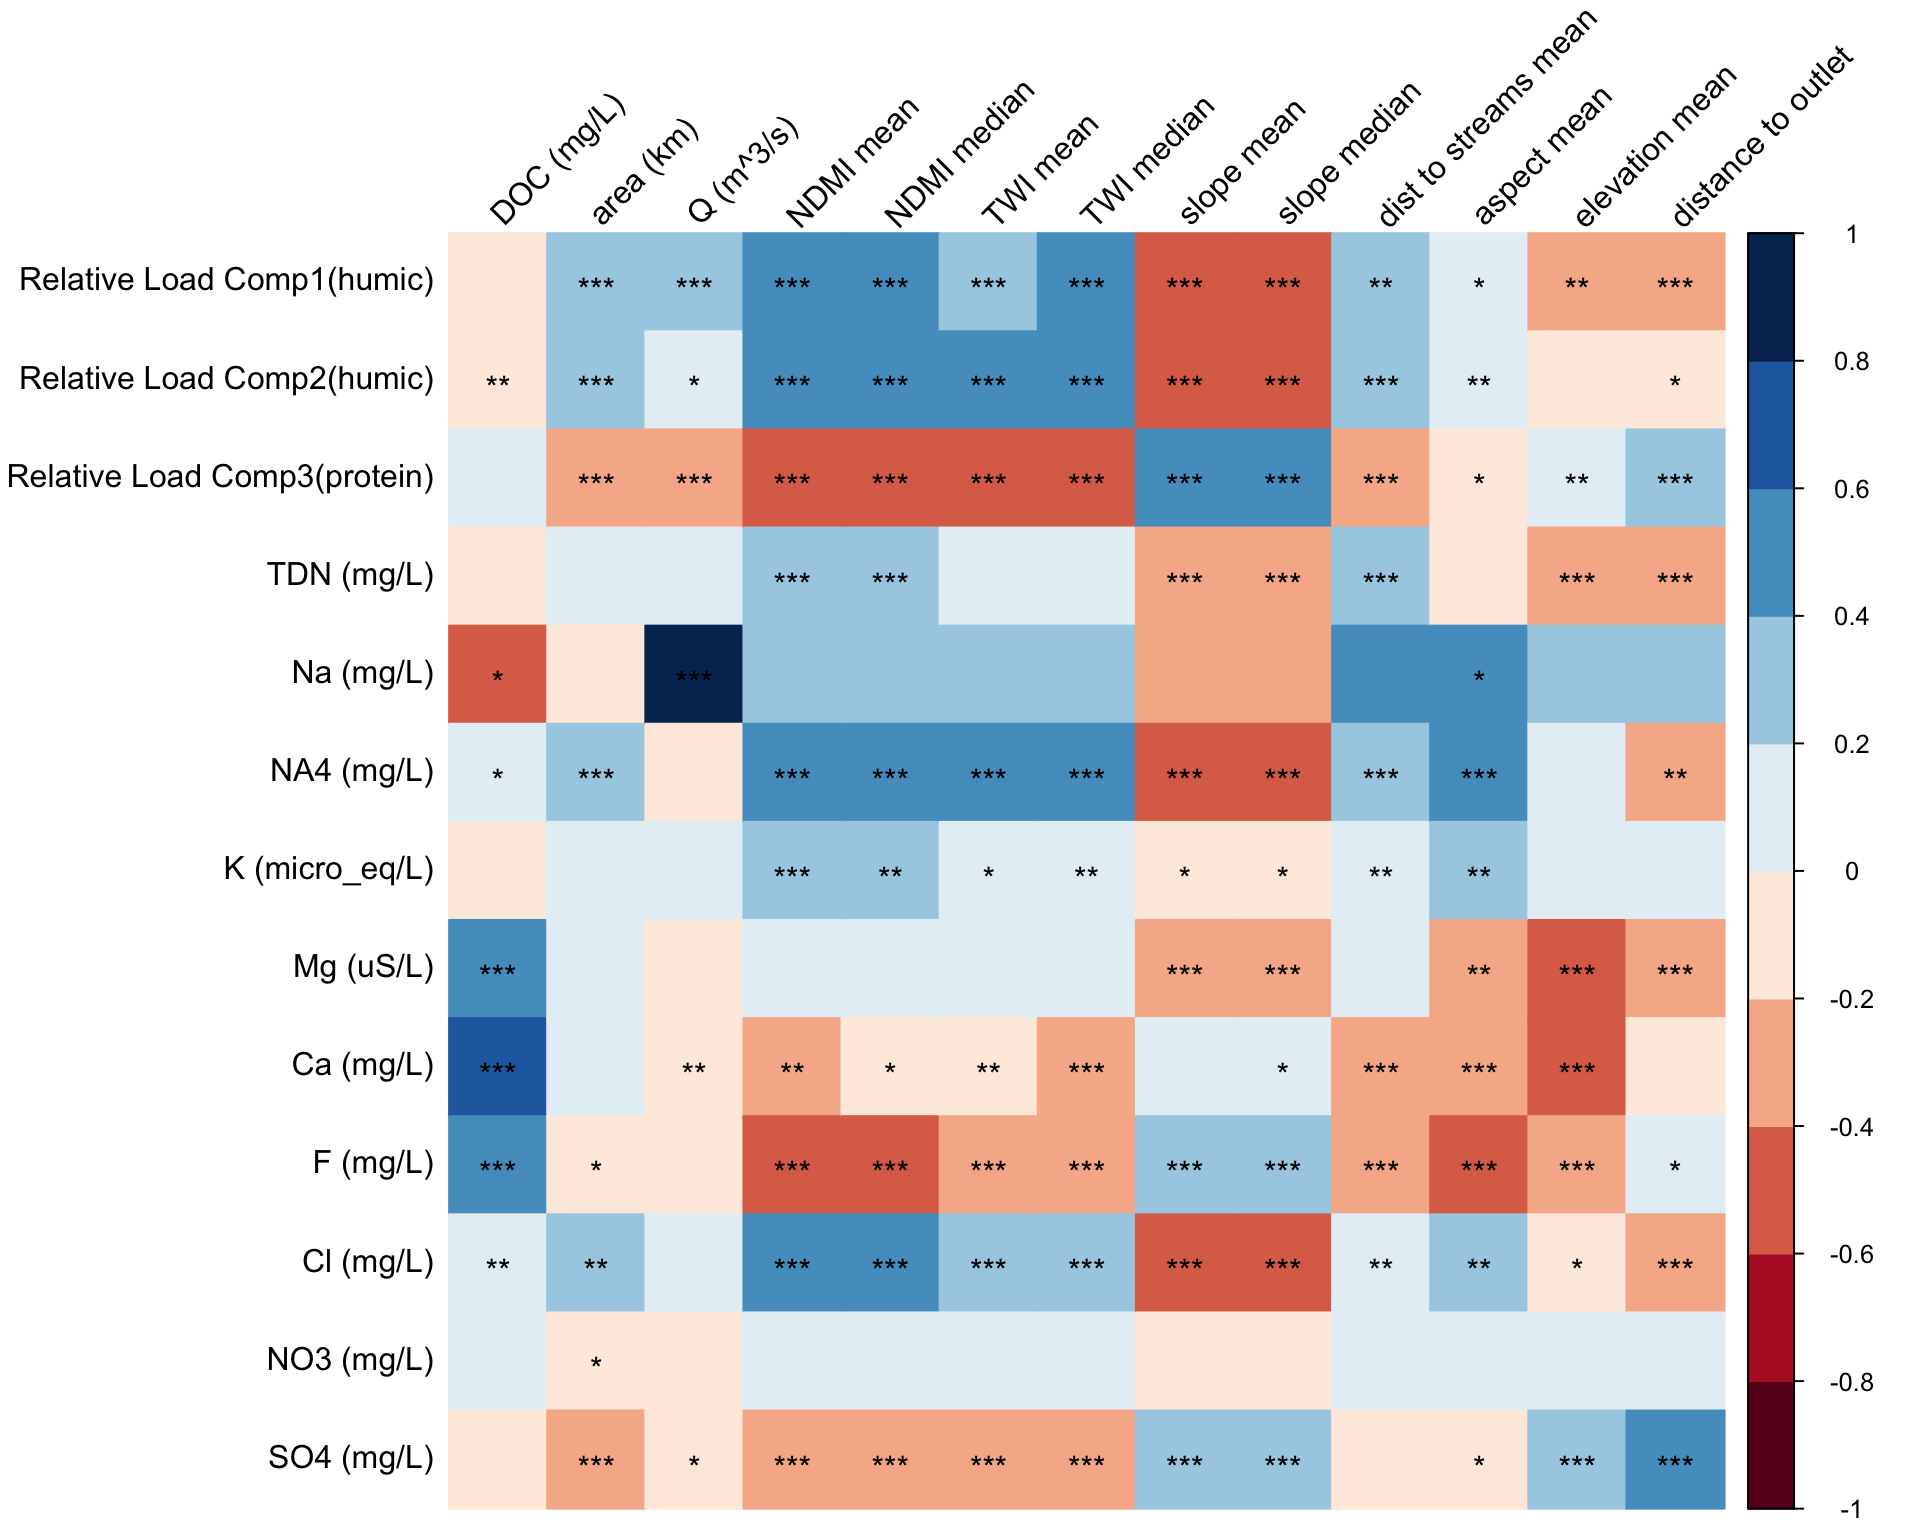 DOC (mg/L)
area (km)
Q (m^3/s)
NDMI mean
NDMI median
TWI mean
TWI median
slope mean
slope median
dist to streams mean
aspect mean
elevation mean
distance to outlet
Relative Load Comp1(humic) *** *** *** *** *** *** *** *** ** * ** ***
Relative Load Comp2(humic) ** *** * *** *** *** *** *** *** *** ** *
Relative Load Comp3(protein) *** *** *** *** *** *** *** *** *** * ** ***
TDN (mg/L) *** *** *** *** *** *** ***
Na (mg/L) * *** *
NA4 (mg/L) * *** *** *** *** *** *** *** *** *** **
K (micro_eq/L) *** ** * ** * * ** **
Mg (uS/L) *** *** *** ** *** ***
Ca (mg/L) *** ** ** * ** *** * *** *** ***
F (mg/L) *** * *** *** *** *** *** *** *** *** *** *
Cl (mg/L) ** ** *** *** *** *** *** *** ** ** * ***
NO3 (mg/L) *
SO4 (mg/L) *** * *** *** *** *** *** *** * *** ***
1
0.8
0.6
0.4
0.2
0
-0.2
-0.4
-0.6
-0.8
-1